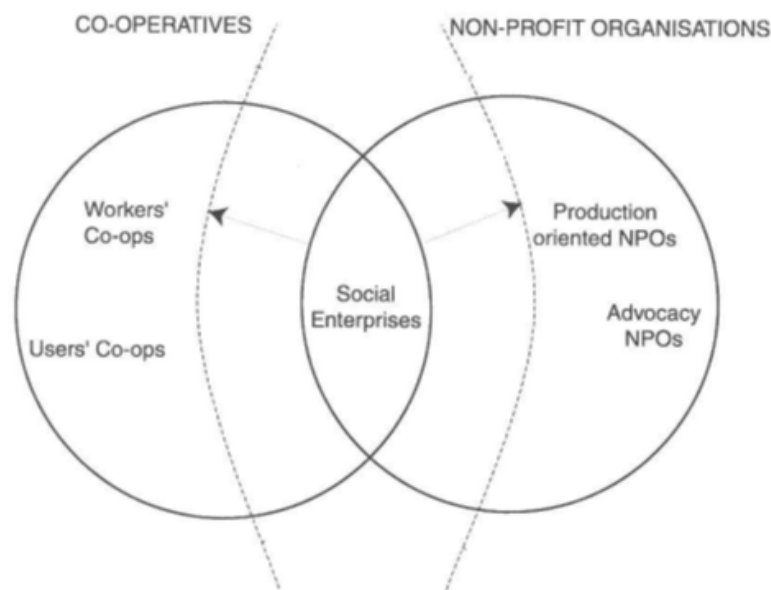 CO-OPERATIVES
NON-PROFIT ORGANISATIONS
Workers'
Co-ops
Users' Co-ops
Social
Enterprises
Production
oriented NPOs
Advocacy
NPOs